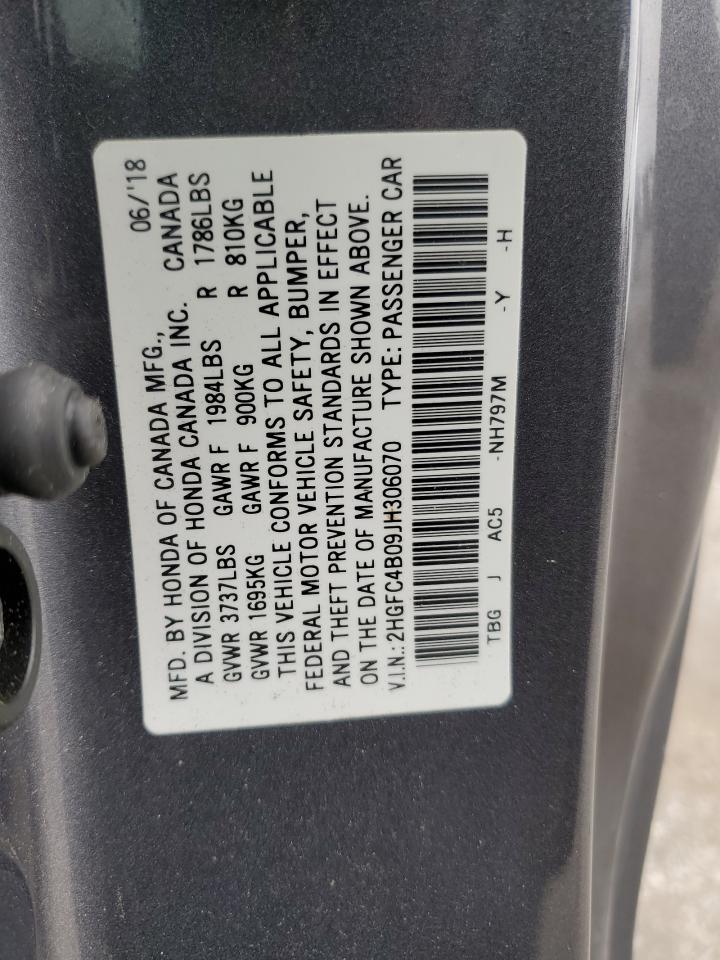 MFD. BY HONDA OF CANADA MFG., 06/'18
A DIVISION OF HONDA CANADA INC. CANADA
GVWR 3737LBS GAWR F 1984LBS R 1786LBS
GVWR 1695KG GAWR F 900KG R 810KG
THIS VEHICLE CONFORMS TO ALL APPLICABLE
FEDERAL MOTOR VEHICLE SAFETY, BUMPER,
AND THEFT PREVENTION STANDARDS IN EFFECT
ON THE DATE OF MANUFACTURE SHOWN ABOVE.
V.I.N.: 2HGFC4B09JH306070 TYPE: PASSENGER CAR
TBG J AC5 -NH797M -Y -H